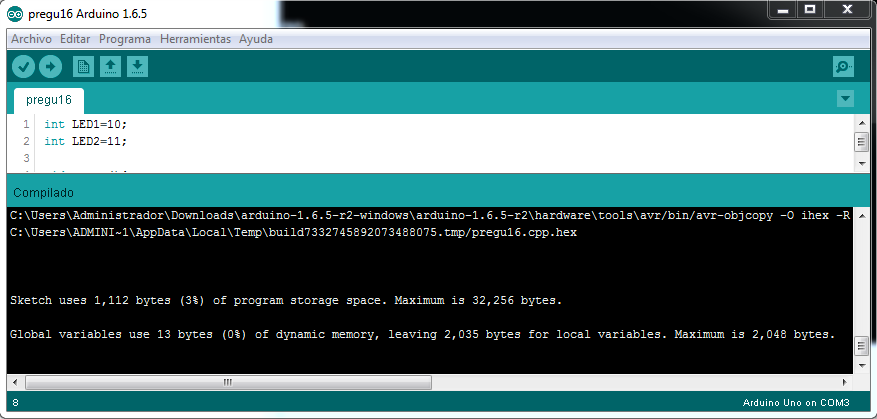 pregu16 Arduino 1.6.5
Archivo Editar Programa Herramientas Ayuda
pregu16
1 int LED1=10;
2 int LED2=11;
3
Compilado
C:\Users\Administrador\Downloads\arduino-1.6.5-r2-windows\arduino-1.6.5-r2\hardware\tools\avr/bin/avr-objcopy -O ihex -R
C:\Users\ADMINI~1\AppData\Local\Temp\build7332745892073488075.tmp/pregu16.cpp.hex
Sketch uses 1,112 bytes (3%) of program storage space. Maximum is 32,256 bytes.
Global variables use 13 bytes (0%) of dynamic memory, leaving 2,035 bytes for local variables. Maximum is 2,048 bytes.
8
Arduino Uno on COM3